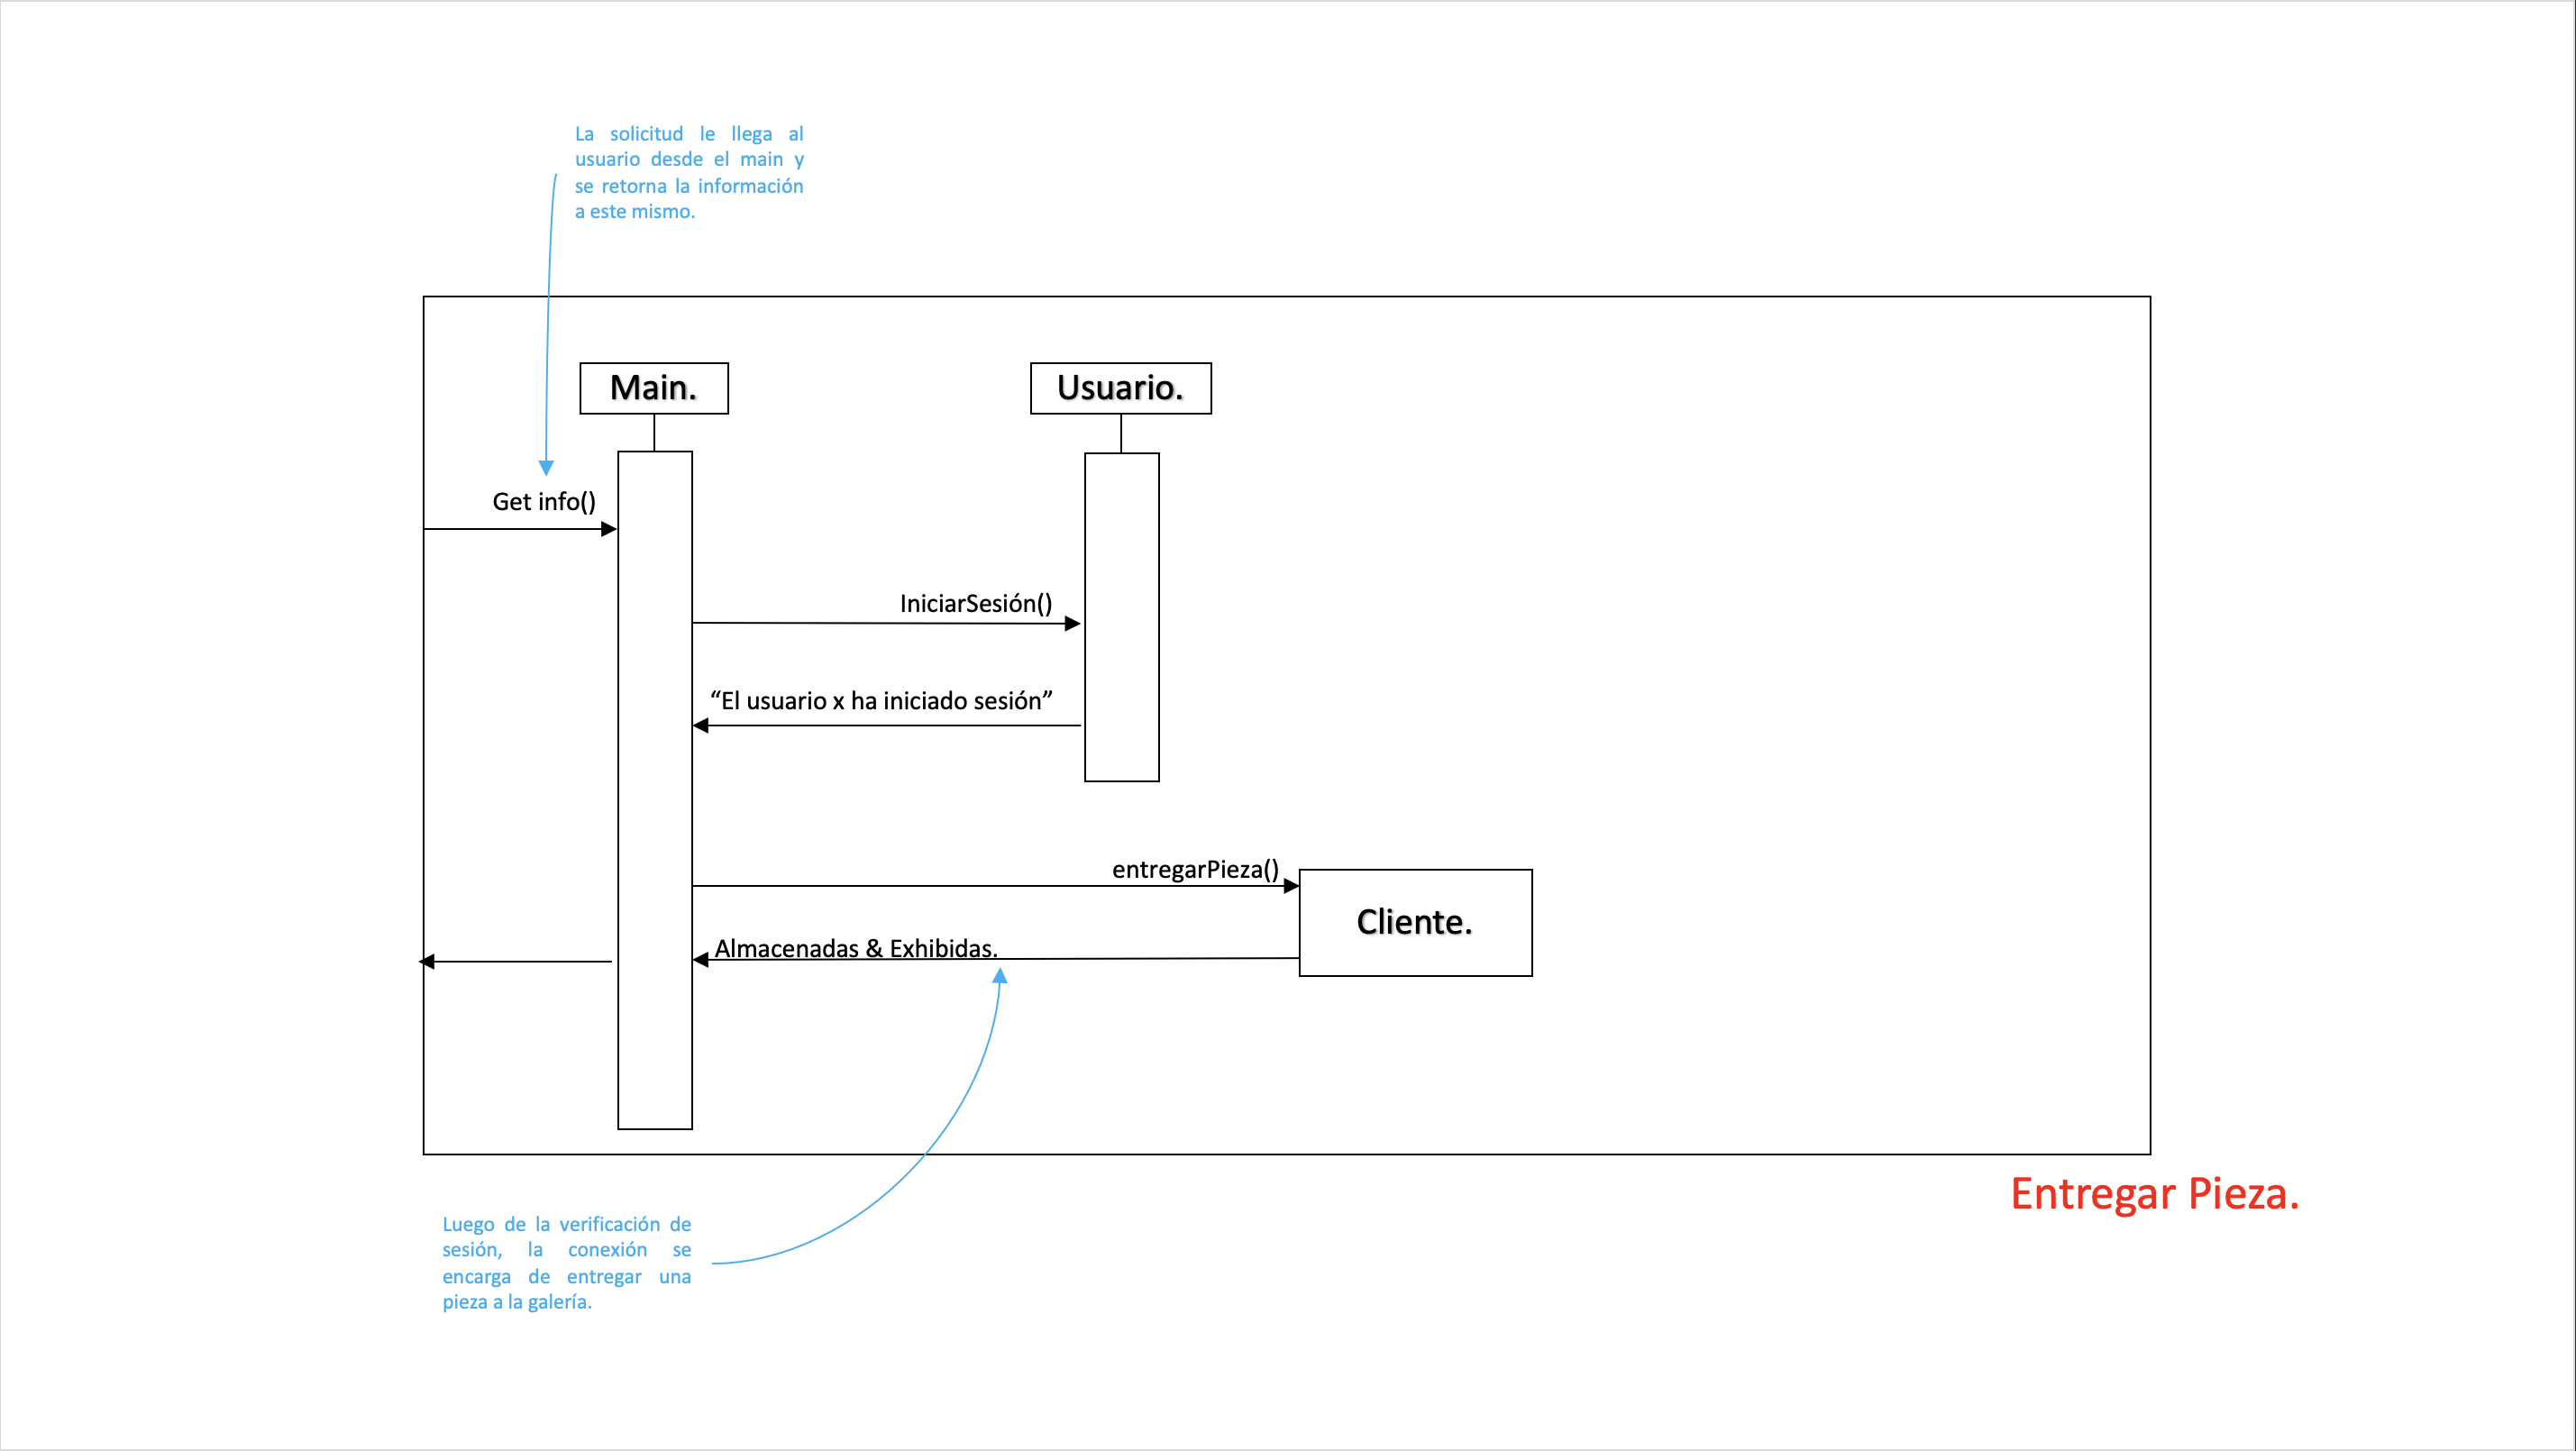 La solicitud le llega al
usuario desde el main y
se retorna la información
a este mismo.
Main.
Usuario.
Get info()
IniciarSesión()
“El usuario x ha iniciado sesión”
entregarPieza()
Cliente.
Almacenadas & Exhibidas.
Entregar Pieza.
Luego de la verificación de
sesión, la conexión se
encarga de entregar una
pieza a la galería.